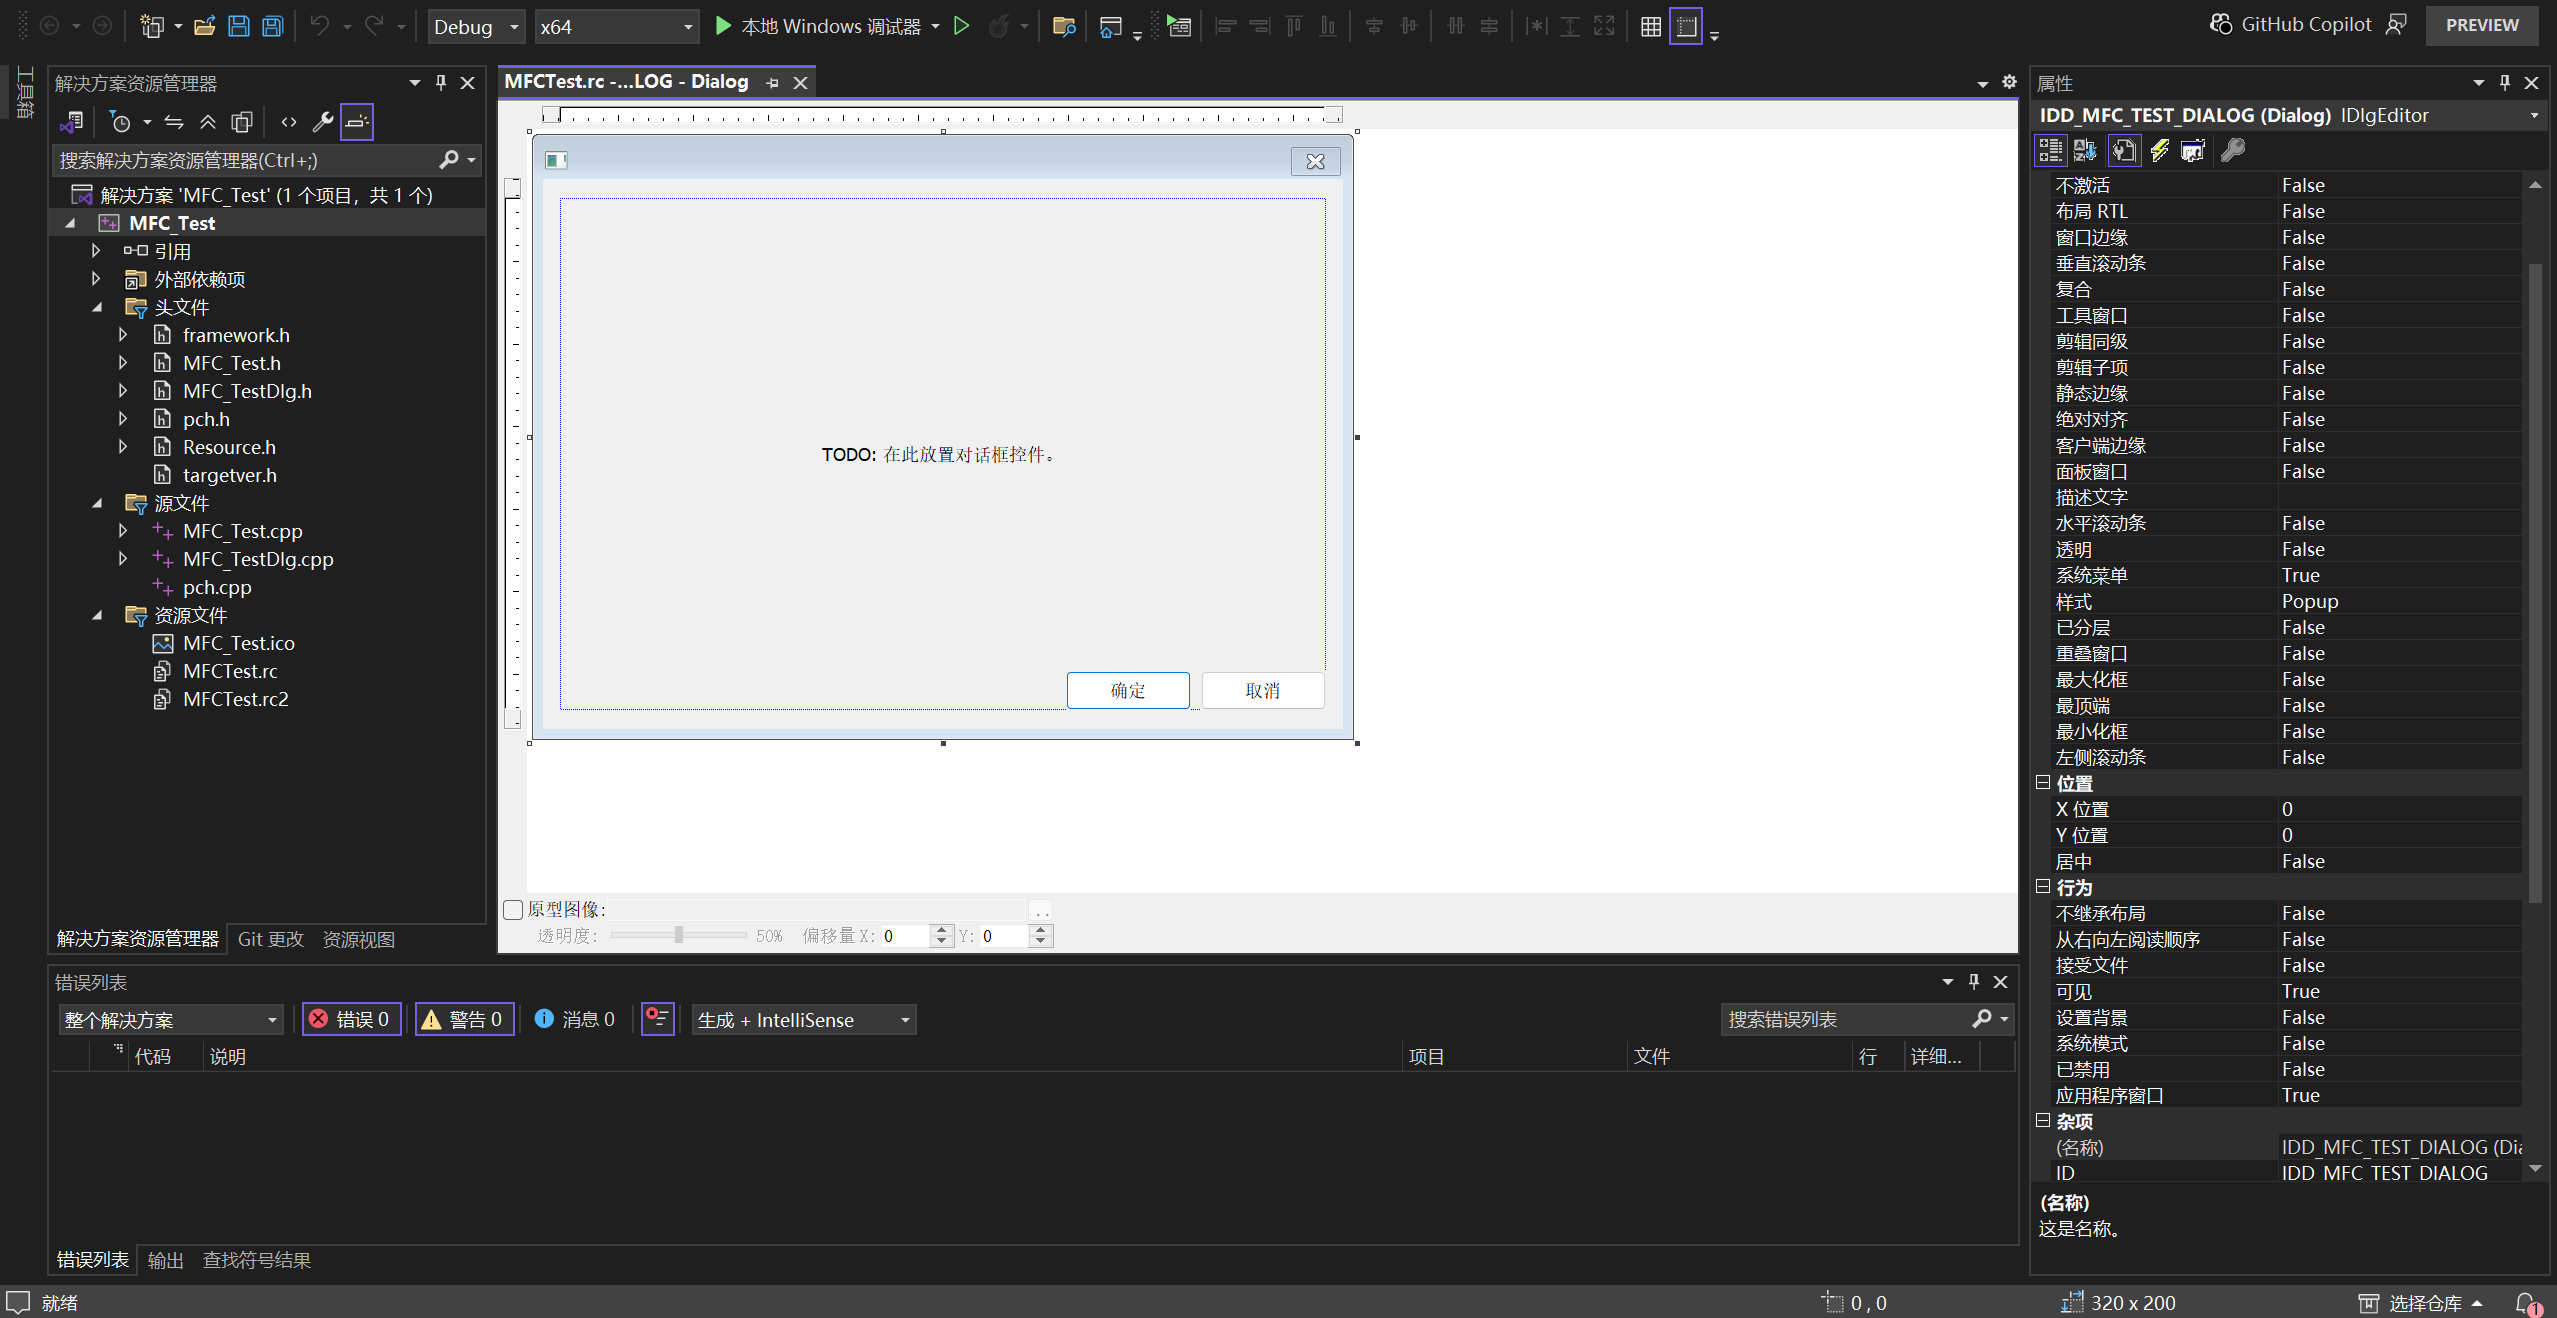 Debug
x64
本地 Windows 调试器
GitHub Copilot
PREVIEW
工具箱
解决方案资源管理器
搜索解决方案资源管理器(Ctrl+;)
解决方案 'MFC_Test' (1 个项目，共 1 个)
MFC_Test
引用
外部依赖项
头文件
framework.h
MFC_Test.h
MFC_TestDlg.h
pch.h
Resource.h
targetver.h
源文件
MFC_Test.cpp
MFC_TestDlg.cpp
pch.cpp
资源文件
MFC_Test.ico
MFCTest.rc
MFCTest.rc2
解决方案资源管理器
Git 更改
资源视图
MFCTest.rc -...LOG - Dialog
TODO: 在此放置对话框控件。
确定
取消
原型图像:
..
透明度: 50% 偏移量 X: 0 Y: 0
属性
IDD_MFC_TEST_DIALOG (Dialog) IDlgEditor
不激活 False
布局 RTL False
窗口边缘 False
垂直滚动条 False
复合 False
工具窗口 False
剪辑同级 False
剪辑子项 False
静态边缘 False
绝对对齐 False
客户端边缘 False
面板窗口 False
描述文字
水平滚动条 False
透明 False
系统菜单 True
样式 Popup
已分层 False
重叠窗口 False
最大化框 False
最顶端 False
最小化框 False
左侧滚动条 False
位置
X 位置 0
Y 位置 0
居中 False
行为
不继承布局 False
从右向左阅读顺序 False
接受文件 False
可见 True
设置背景 False
系统模式 False
已禁用 False
应用程序窗口 True
杂项
(名称) IDD_MFC_TEST_DIALOG (Dia
ID IDD_MFC_TEST_DIALOG
(名称)
这是名称。
错误列表
整个解决方案
错误 0
警告 0
消息 0
生成 + IntelliSense
搜索错误列表
代码 说明 项目 文件 行 详细...
错误列表
输出
查找符号结果
就绪
0 , 0
320 x 200
选择仓库
1